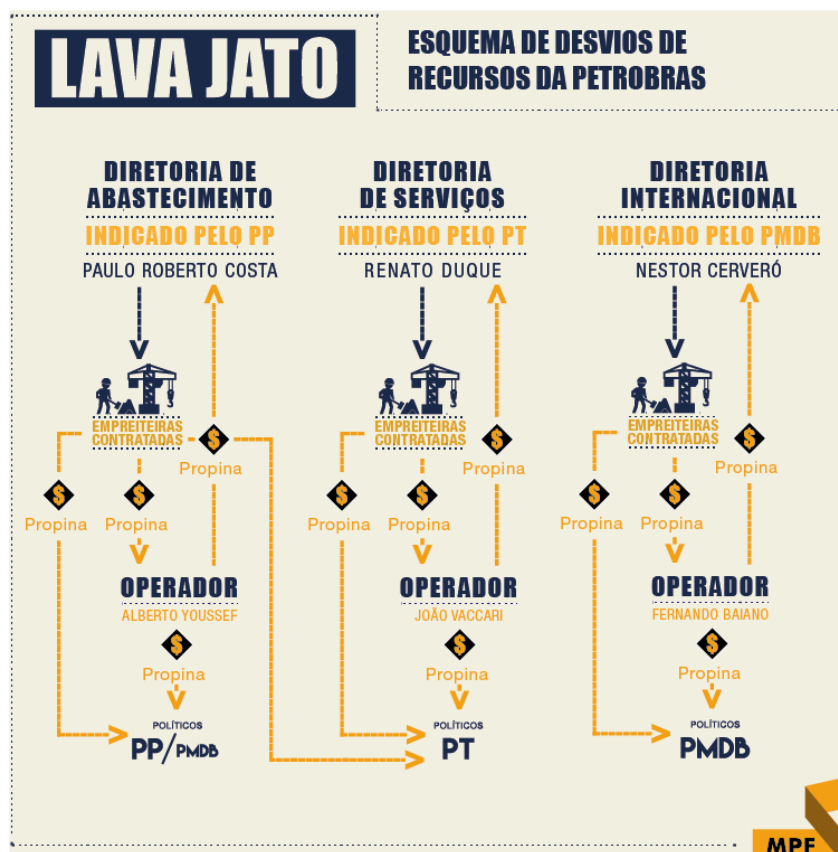 LAVA JATO
ESQUEMA DE DESVIOS DE
RECURSOS DA PETROBRAS
DIRETORIA DE
ABASTECIMENTO
INDICADO PELO PP
PAULO ROBERTO COSTA
EMPREITEIRAS
CONTRATADAS
$
Propina
$
Propina
$
Propina
OPERADOR
ALBERTO YOUSSEF
$
Propina
POLÍTICOS
PP/PMDB
DIRETORIA
DE SERVIÇOS
INDICADO PELO PT
RENATO DUQUE
EMPREITEIRAS
CONTRATADAS
$
Propina
$
Propina
$
Propina
OPERADOR
JOÃO VACCARI
$
Propina
POLÍTICOS
PT
DIRETORIA
INTERNACIONAL
INDICADO PELO PMDB
NESTOR CERVERÓ
EMPREITEIRAS
CONTRATADAS
$
Propina
$
Propina
$
Propina
OPERADOR
FERNANDO BAIANO
$
Propina
POLÍTICOS
PMDB
MPF